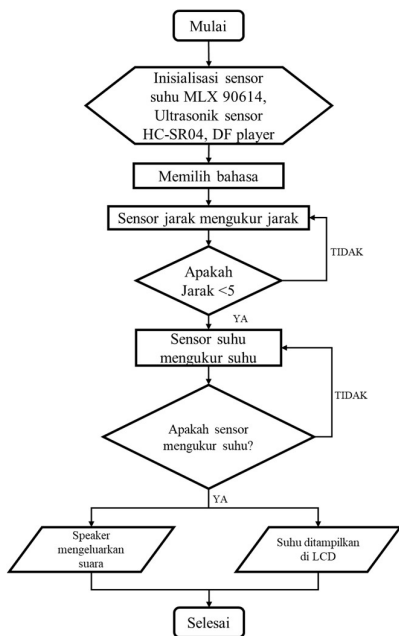 Mulai
Inisialisasi sensor
suhu MLX 90614,
Ultrasonik sensor
HC-SR04, DF player
Memilih bahasa
Sensor jarak mengukur jarak
TIDAK
Apakah
Jarak <5
YA
Sensor suhu
mengukur suhu
TIDAK
Apakah sensor
mengukur suhu?
YA
Speaker
mengeluarkan
suara
Suhu ditampilkan
di LCD
Selesai